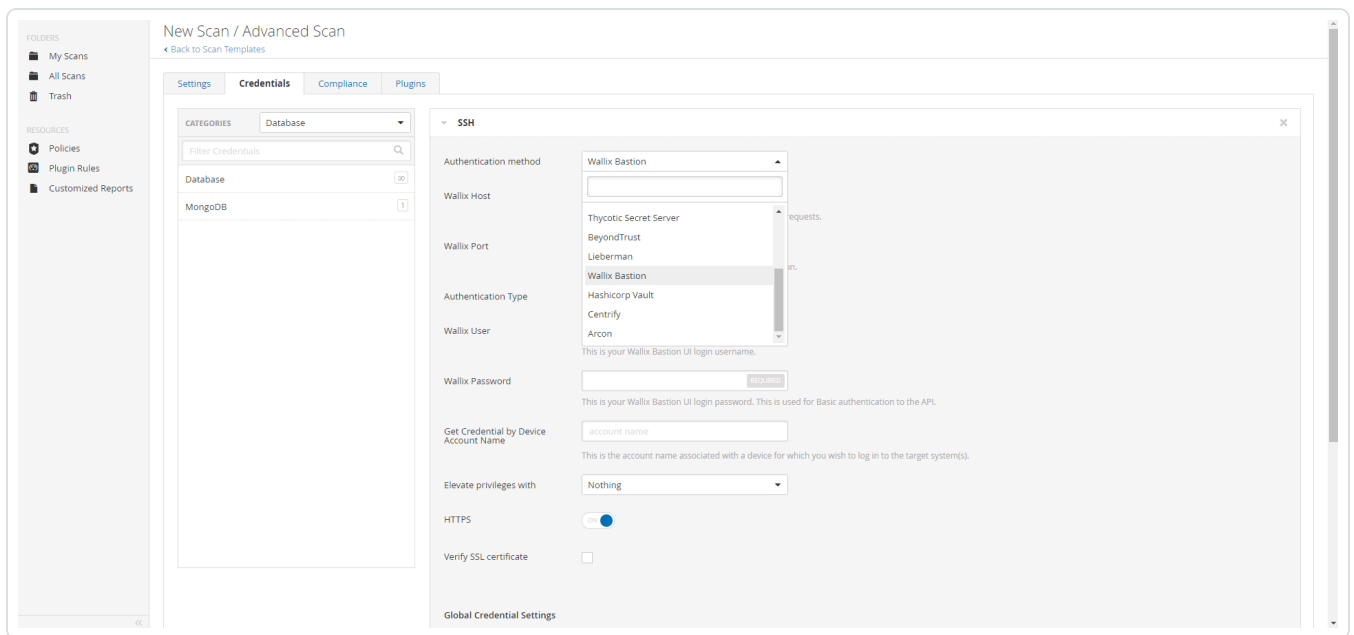 New Scan / Advanced Scan
Back to Scan Templates
FOLDERS
My Scans
All Scans
Trash
RESOURCES
Policies
Plugin Rules
Customized Reports
Settings
Credentials
Compliance
Plugins
CATEGORIES
Database
Filter Credentials
Database
∞
MongoDB
1
SSH
Authentication method
Wallix Bastion
Wallix Host
Thycotic Secret Server
requests.
BeyondTrust
Wallix Port
Lieberman
Wallix Bastion
Hashicorp Vault
Authentication Type
Centrify
Wallix User
Arcon
This is your Wallix Bastion UI login username.
Wallix Password
REQUIRED
This is your Wallix Bastion UI login password. This is used for Basic authentication to the API.
Get Credential by Device
Account Name
account name
This is the account name associated with a device for which you wish to log in to the target system(s).
Elevate privileges with
Nothing
HTTPS
ON
Verify SSL certificate
Global Credential Settings